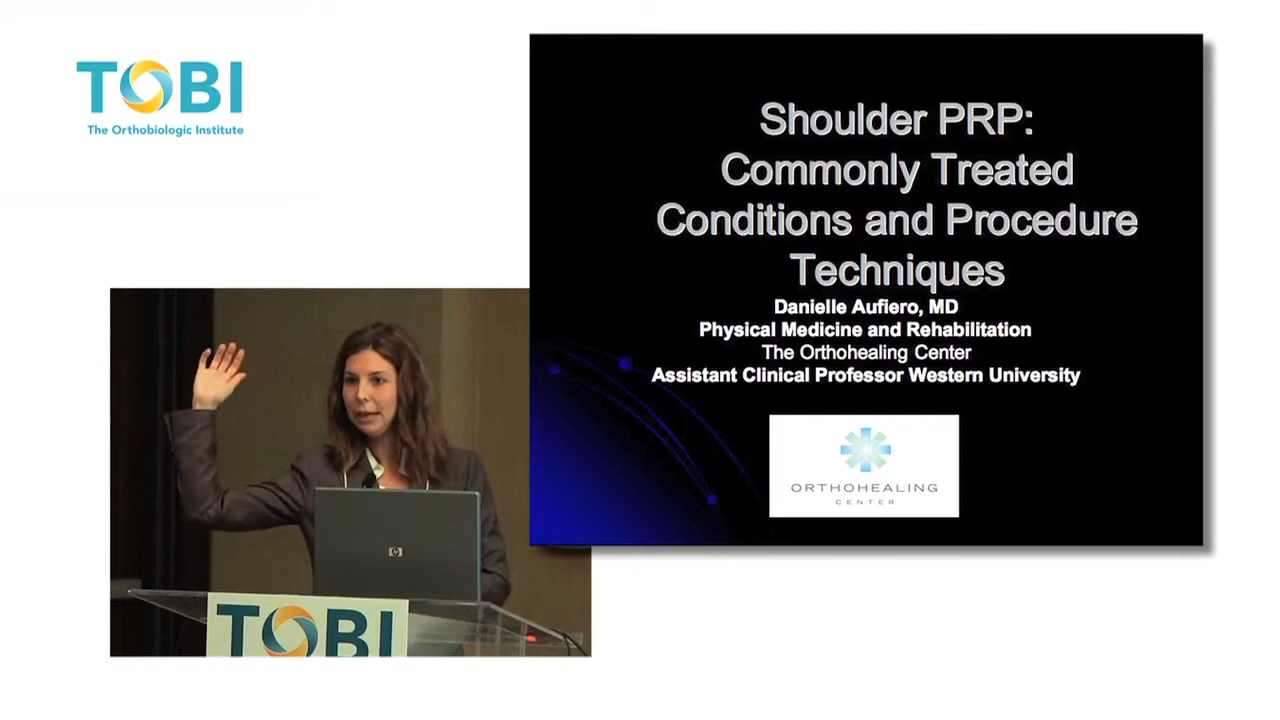 TOBI
The Orthobiologic Institute
Shoulder PRP:
Commonly Treated
Conditions and Procedure
Techniques
Danielle Aufiero, MD
Physical Medicine and Rehabilitation
The Orthohealing Center
Assistant Clinical Professor Western University
ORTHOHEALING
CENTER
hp
TOBI